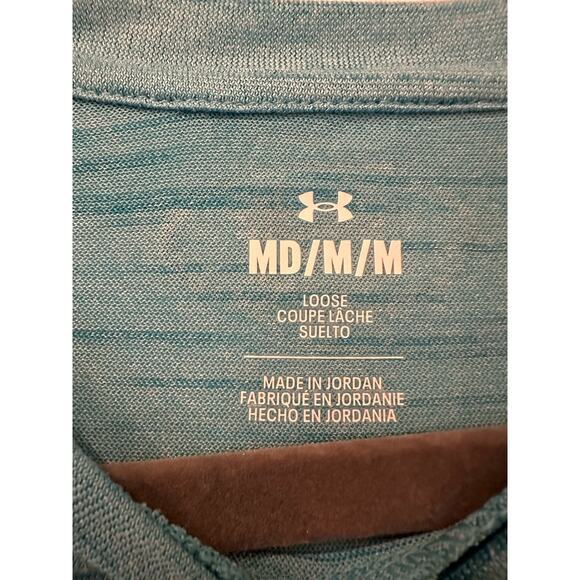 MD/M/M
LOOSE
COUPE LÂCHE
SUELTO
MADE IN JORDAN
FABRIQUÉ EN JORDANIE
HECHO EN JORDANIA